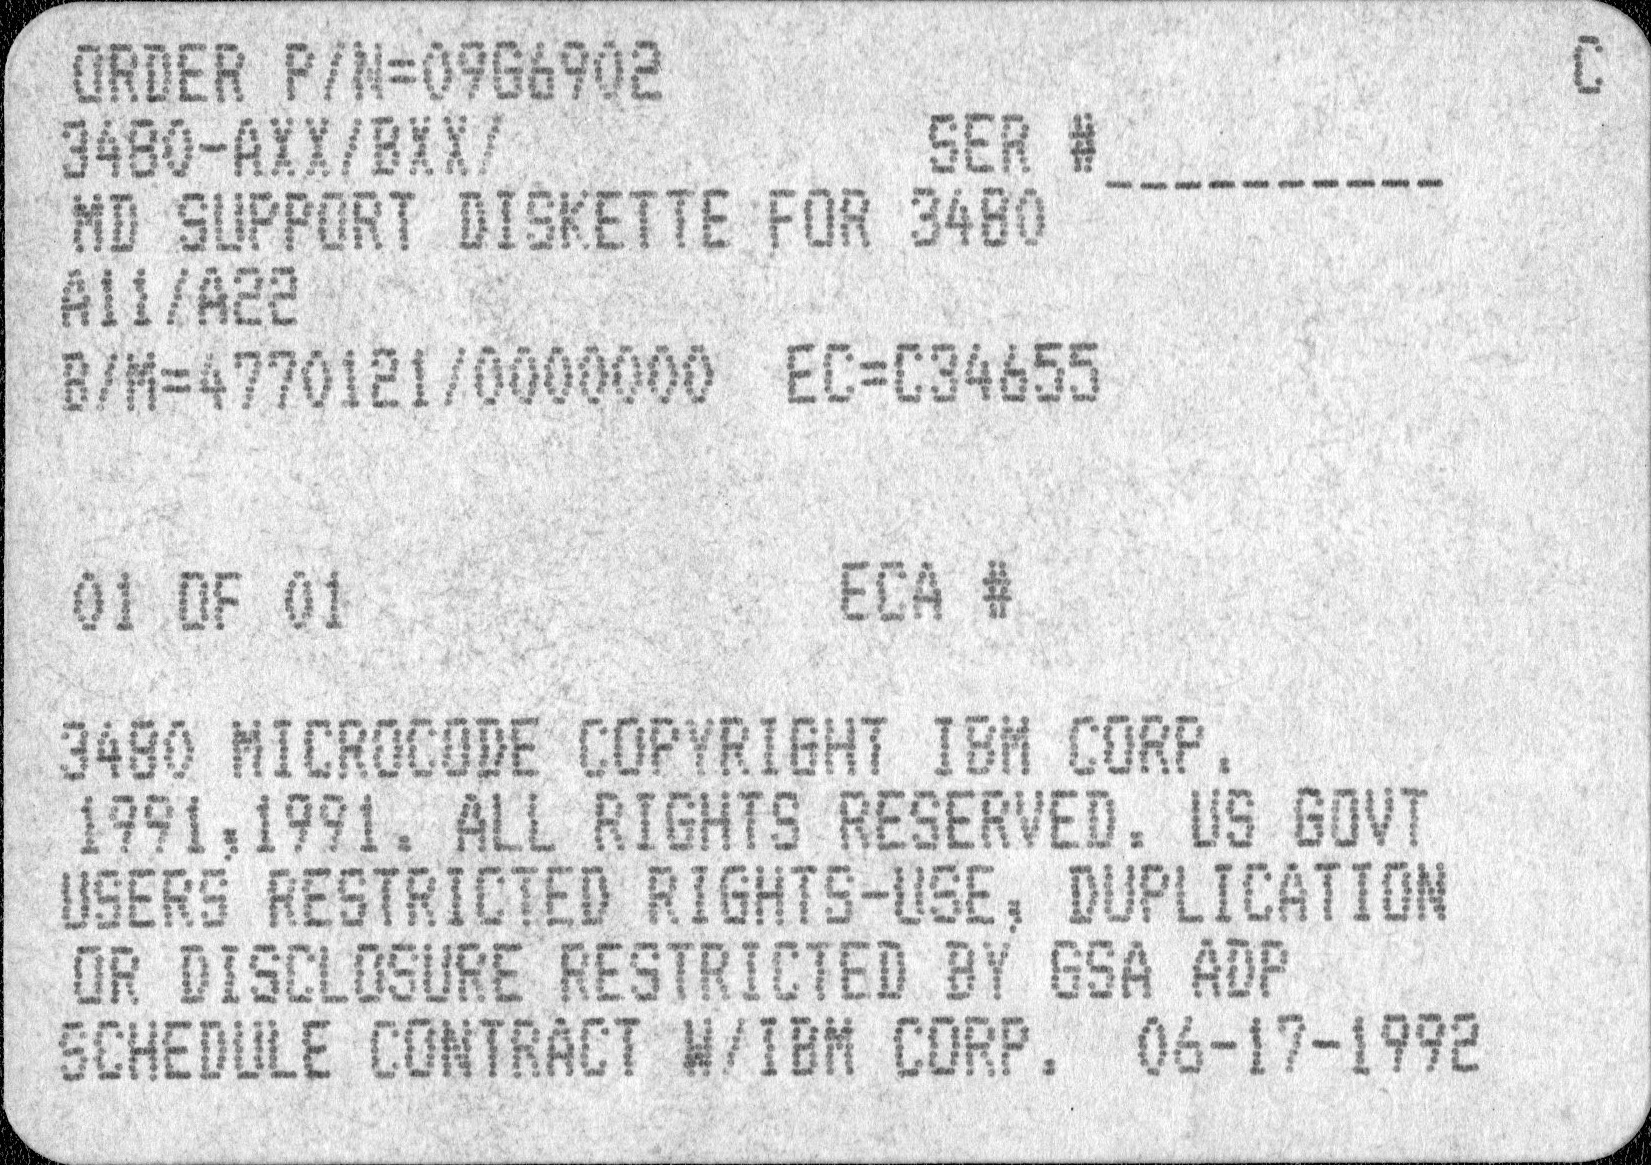 ORDER P/N=09G6902 C
3480-AXX/BXX/ SER #__________
MD SUPPORT DISKETTE FOR 3480
A11/A22
P/N=4770121/0000000 EC=C34655
01 OF 01 ECA #
3480 MICROCODE COPYRIGHT IBM CORP.
1991,1991. ALL RIGHTS RESERVED. US GOVT
USERS RESTRICTED RIGHTS-USE, DUPLICATION
OR DISCLOSURE RESTRICTED BY GSA ADP
SCHEDULE CONTRACT W/IBM CORP. 06-17-1992